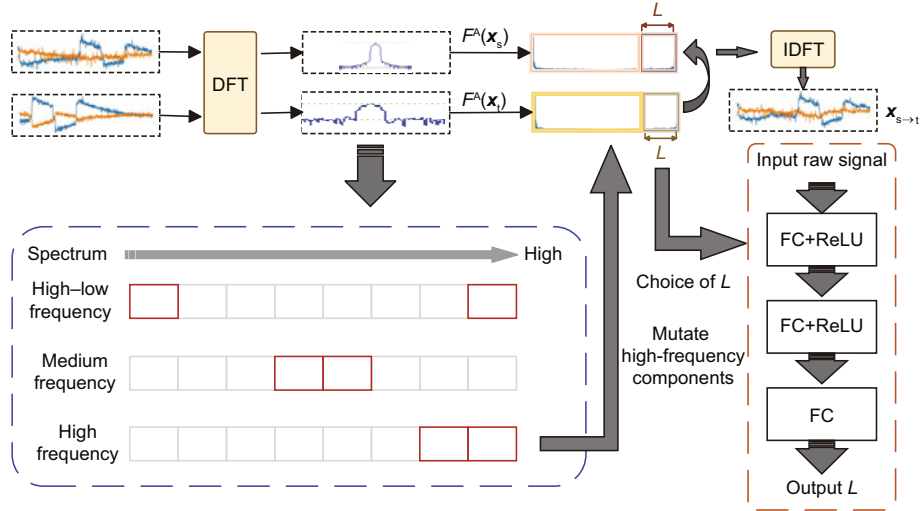 L
F^A(x_s)
IDFT
DFT
F^A(x_t)
x_s→t
L
Input raw signal
Spectrum
High
FC+ReLU
Choice of L
High–low
frequency
FC+ReLU
Mutate
high-frequency
components
Medium
frequency
FC
High
frequency
Output L